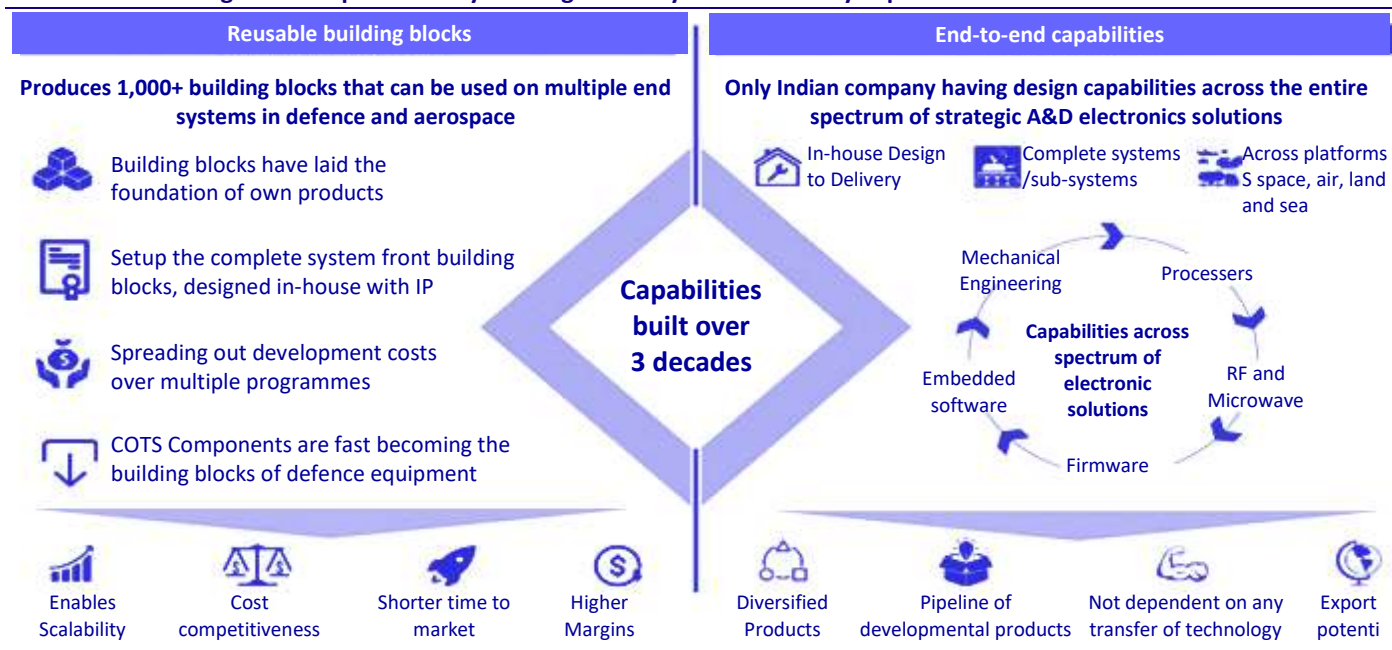 Reusable building blocks
Produces 1,000+ building blocks that can be used on multiple end
systems in defence and aerospace
Building blocks have laid the
foundation of own products
Setup the complete system front building
blocks, designed in-house with IP
Spreading out development costs
over multiple programmes
COTS Components are fast becoming the
building blocks of defence equipment
Enables
Scalability
Cost
competitiveness
Shorter time to
market
Higher
Margins
Capabilities
built over
3 decades
End-to-end capabilities
Only Indian company having design capabilities across the entire
spectrum of strategic A&D electronics solutions
In-house Design
to Delivery
Complete systems
/sub-systems
Across platforms
S space, air, land
and sea
Mechanical
Engineering
Processers
RF and
Microwave
Firmware
Embedded
software
Capabilities across
spectrum of
electronic
solutions
Diversified
Products
Pipeline of
developmental products
Not dependent on any
transfer of technology
Export
potenti